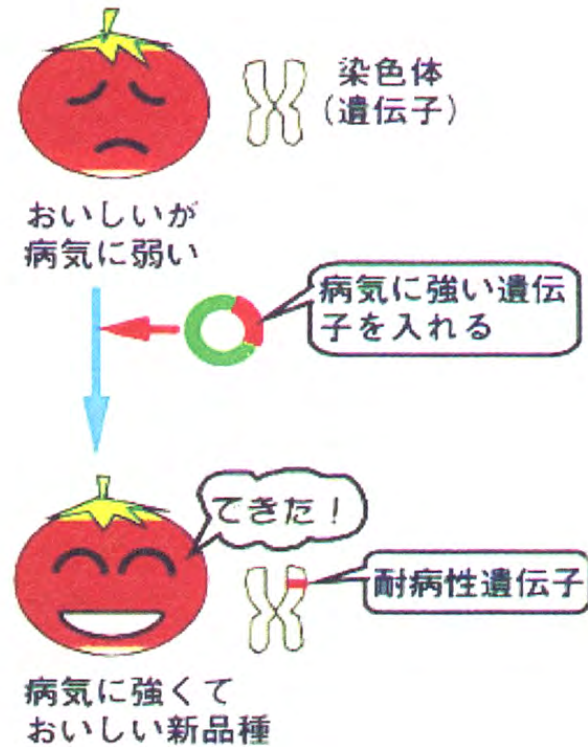 染色体
(遺伝子)
おいしいが
病気に弱い
病気に強い遺伝
子を入れる
できた!
耐病性遺伝子
病気に強くて
おいしい新品種